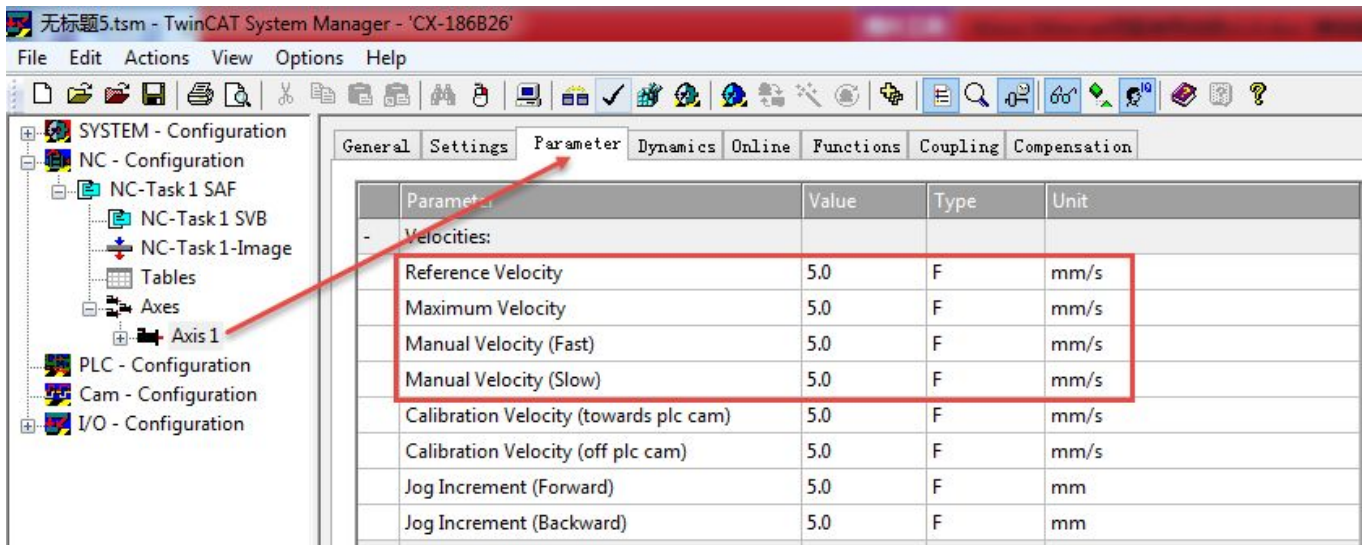 无标题5.tsm - TwinCAT System Manager - 'CX-186B26'
File Edit Actions View Options Help
SYSTEM - Configuration
NC - Configuration
NC-Task 1 SAF
NC-Task 1 SVB
NC-Task 1-Image
Tables
Axes
Axis 1
PLC - Configuration
Cam - Configuration
I/O - Configuration
General Settings Parameter Dynamics Online Functions Coupling Compensation
Parameter Value Type Unit
- Velocities:
Reference Velocity 5.0 F mm/s
Maximum Velocity 5.0 F mm/s
Manual Velocity (Fast) 5.0 F mm/s
Manual Velocity (Slow) 5.0 F mm/s
Calibration Velocity (towards plc cam) 5.0 F mm/s
Calibration Velocity (off plc cam) 5.0 F mm/s
Jog Increment (Forward) 5.0 F mm
Jog Increment (Backward) 5.0 F mm